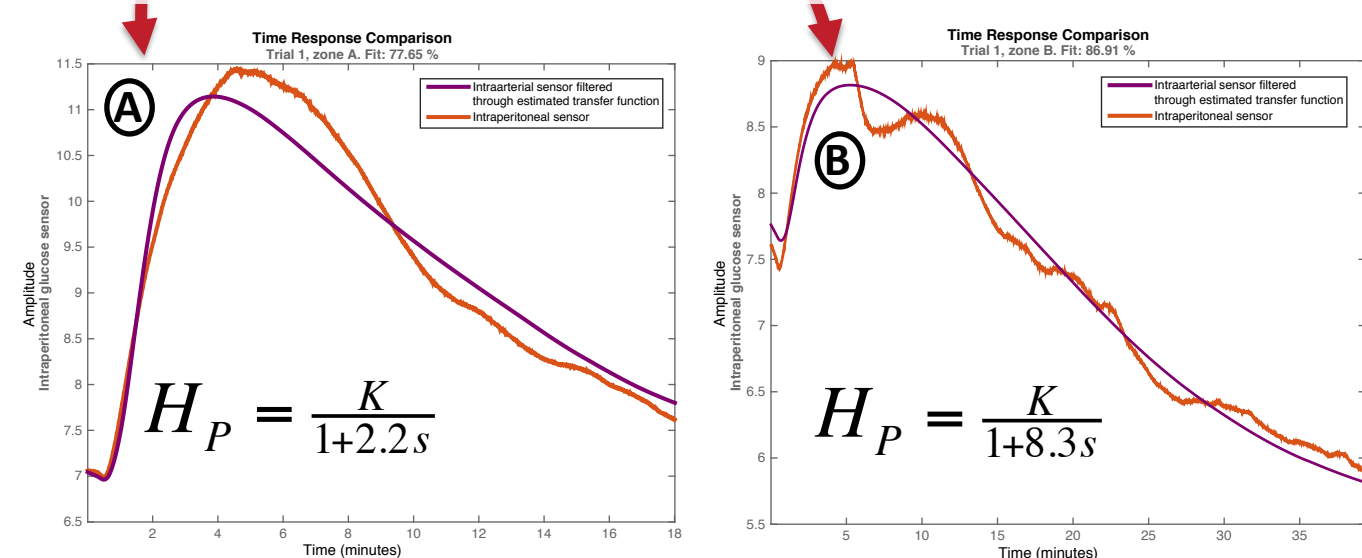 Time Response Comparison
Trial 1, zone A. Fit: 77.65 %
11.5
11
10.5
10
9.5
9
8.5
8
7.5
7
6.5
Amplitude
Intraperitoneal glucose sensor
A
Intraarterial sensor filtered
through estimated transfer function
Intraperitoneal sensor
H_P = K / (1+2.2s)
2 4 6 8 10 12 14 16 18
Time (minutes)
Time Response Comparison
Trial 1, zone B. Fit: 86.91 %
9
8.5
8
7.5
7
6.5
6
5.5
Amplitude
Intraperitoneal glucose sensor
B
Intraarterial sensor filtered
through estimated transfer function
Intraperitoneal sensor
H_P = K / (1+8.3s)
5 10 15 20 25 30 35
Time (minutes)